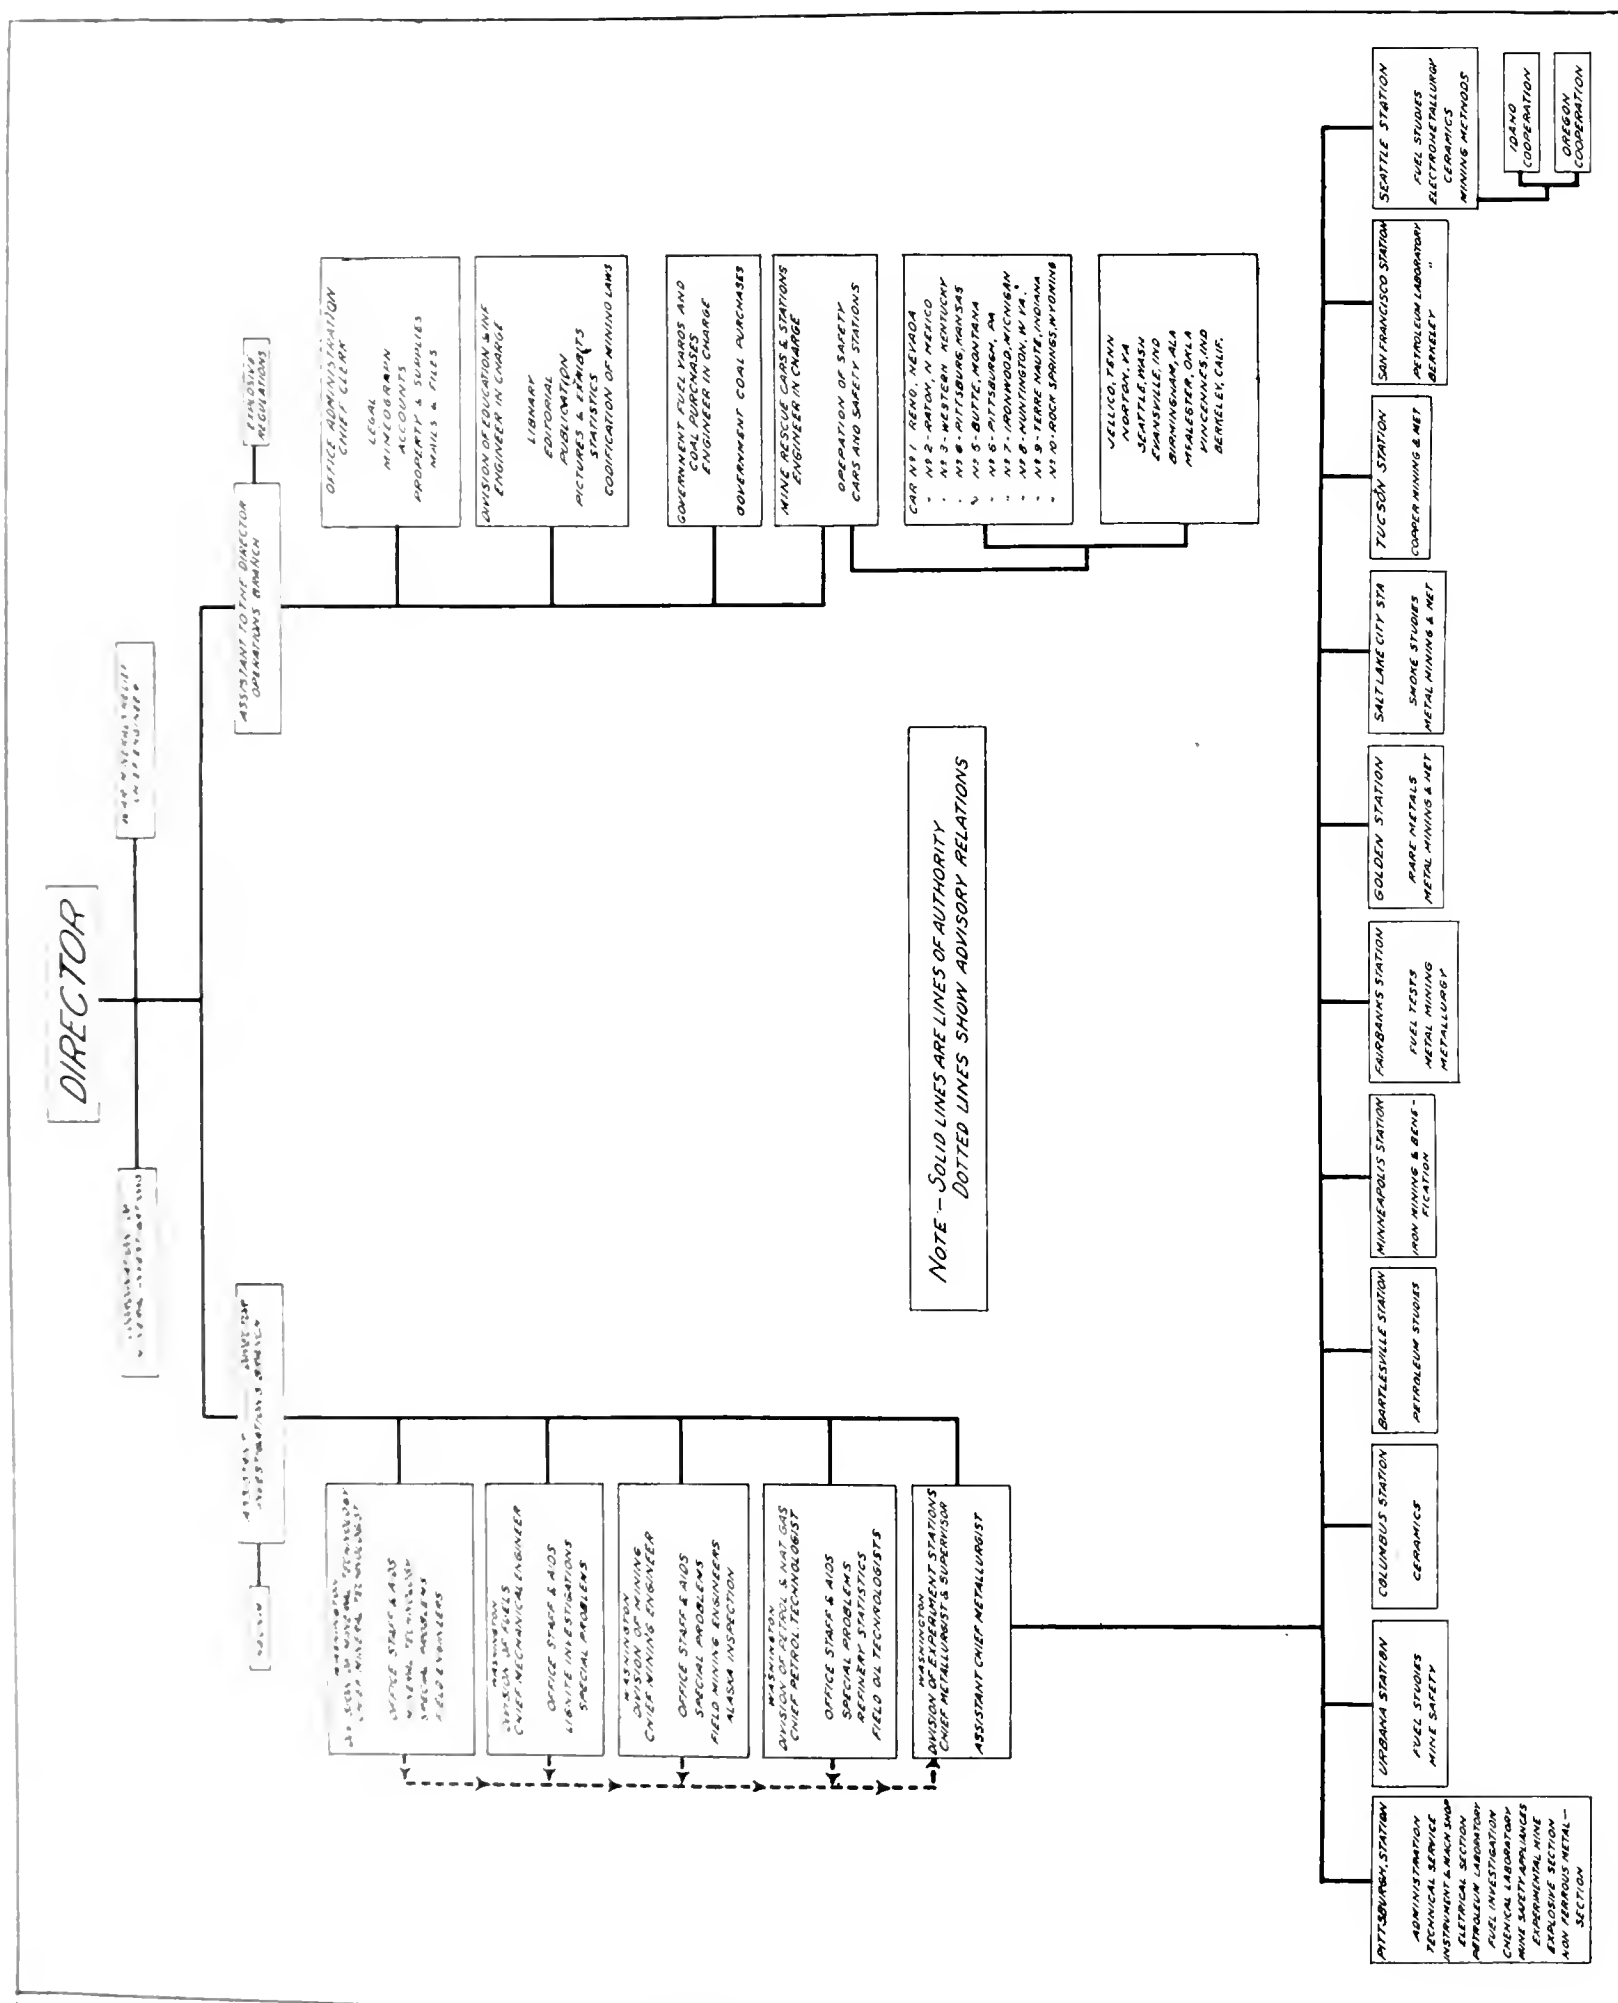 DIRECTOR
ASSISTANT TO THE DIRECTOR
OPERATIONS BRANCH
EXPLOSIVE
REGULATIONS
WASHINGTON
OFFICE STAFF & AIDS
SPECIAL PROBLEMS
WASHINGTON
DIVISION OF FUELS
CHIEF MECHANICAL ENGINEER
OFFICE STAFF & AIDS
LIGNITE INVESTIGATIONS
SPECIAL PROBLEMS
WASHINGTON
DIVISION OF MINING
CHIEF MINING ENGINEER
OFFICE STAFF & AIDS
SPECIAL PROBLEMS
FIELD MINING ENGINEERS
ALASKA INSPECTION
WASHINGTON
DIVISION OF PETROL & NAT GAS
CHIEF PETROL. TECHNOLOGIST
OFFICE STAFF & AIDS
SPECIAL PROBLEMS
REFINERY STATISTICS
FIELD OIL TECHNOLOGISTS
WASHINGTON
DIVISION OF EXPERIMENT STATIONS
CHIEF METALLURGIST & SUPERVISOR
ASSISTANT CHIEF METALLURGIST
OFFICE ADMINISTRATION
CHIEF CLERK
LEGAL
MIMEOGRAPH
ACCOUNTS
PROPERTY & SUPPLIES
MAILS & FILES
DIVISION OF EDUCATION & INF
ENGINEER IN CHARGE
LIBRARY
EDITORIAL
PUBLICATION
PICTURES & EXHIBITS
STATISTICS
CODIFICATION OF MINING LAWS
GOVERNMENT FUEL YARDS AND
COAL PURCHASES
ENGINEER IN CHARGE
GOVERNMENT COAL PURCHASES
MINE RESCUE CARS & STATIONS
ENGINEER IN CHARGE
OPERATION OF SAFETY
CARS AND SAFETY STATIONS
CAR Nº 1 RENO, NEVADA
" Nº 2 - RATON, N MEXICO
" Nº 3 - WESTERN KENTUCKY
" Nº 4 - PITTSBURG, KANSAS
" Nº 5 - BUTTE, MONTANA
" Nº 6 - PITTSBURGH, PA
" Nº 7 - IRONWOOD, MICHIGAN
" Nº 8 - HUNTINGTON, W VA.
" Nº 9 - TERRE HAUTE, INDIANA
" Nº 10 - ROCK SPRINGS, WYOMING
JELLICO, TENN
NORTON, VA
SEATTLE, WASH
EVANSVILLE, IND
BIRMINGHAM, ALA
McALESTER, OKLA
VINCENNES, IND
BERKELEY, CALIF.
NOTE - SOLID LINES ARE LINES OF AUTHORITY
DOTTED LINES SHOW ADVISORY RELATIONS
PITTSBURGH, STATION
ADMINISTRATION
TECHNICAL SERVICE
INSTRUMENT & MACH SHOP
ELETRICAL SECTION
PETROLEUM LABORATORY
FUEL INVESTIGATION
CHEMICAL LABORATORY
MINE SAFETY APPLIANCES
EXPERIMENTAL MINE
EXPLOSIVE SECTION
NON FERROUS METAL-
SECTION
URBANA STATION
FUEL STUDIES
MINE SAFETY
COLUMBUS STATION
CERAMICS
BARTLESVILLE STATION
PETROLEUM STUDIES
MINNEAPOLIS STATION
IRON MINING & BENE-
FICATION
FAIRBANKS STATION
FUEL TESTS
METAL MINING
METALLURGY
GOLDEN STATION
RARE METALS
METAL MINING & MET
SALT LAKE CITY STA
SMOKE STUDIES
METAL MINING & MET
TUCSON STATION
COPPER MINING & MET
SAN FRANCISCO STATION
PETROLEUM LABORATORY
BERKELEY "
SEATTLE STATION
FUEL STUDIES
ELECTROMETALLURGY
CERAMICS
MINING METHODS
IDAHO
COOPERATION
OREGON
COOPERATION